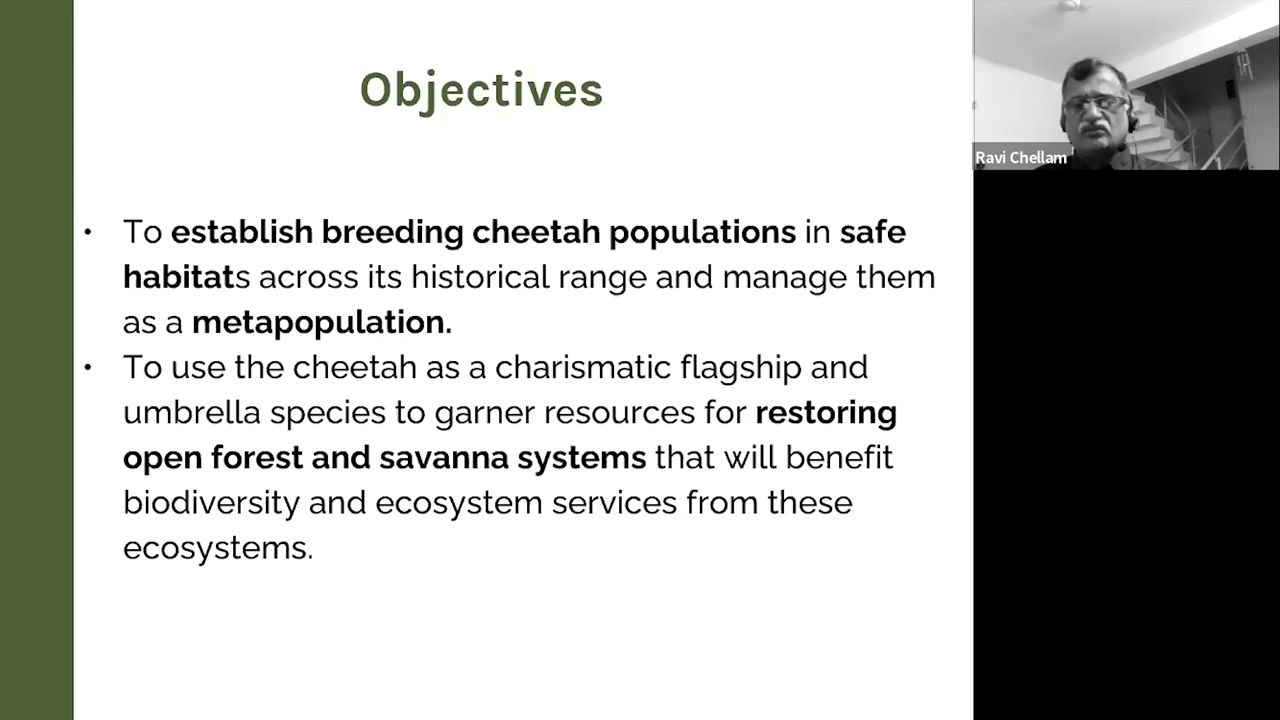 Objectives
Ravi Chellam
• To establish breeding cheetah populations in safe
habitats across its historical range and manage them
as a metapopulation.
• To use the cheetah as a charismatic flagship and
umbrella species to garner resources for restoring
open forest and savanna systems that will benefit
biodiversity and ecosystem services from these
ecosystems.